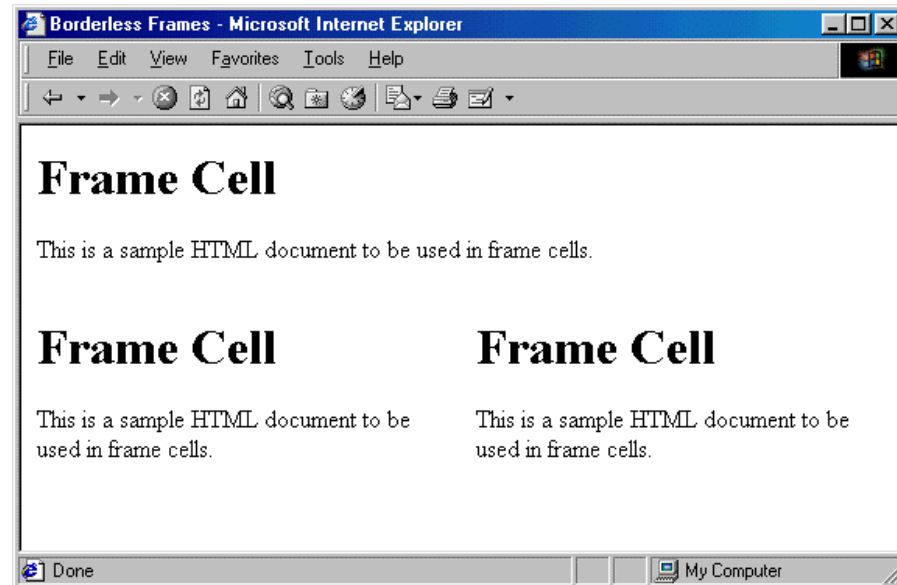 Borderless Frames - Microsoft Internet Explorer
File Edit View Favorites Tools Help
Frame Cell
This is a sample HTML document to be used in frame cells.
Frame Cell
This is a sample HTML document to be
used in frame cells.
Frame Cell
This is a sample HTML document to be
used in frame cells.
Done
My Computer